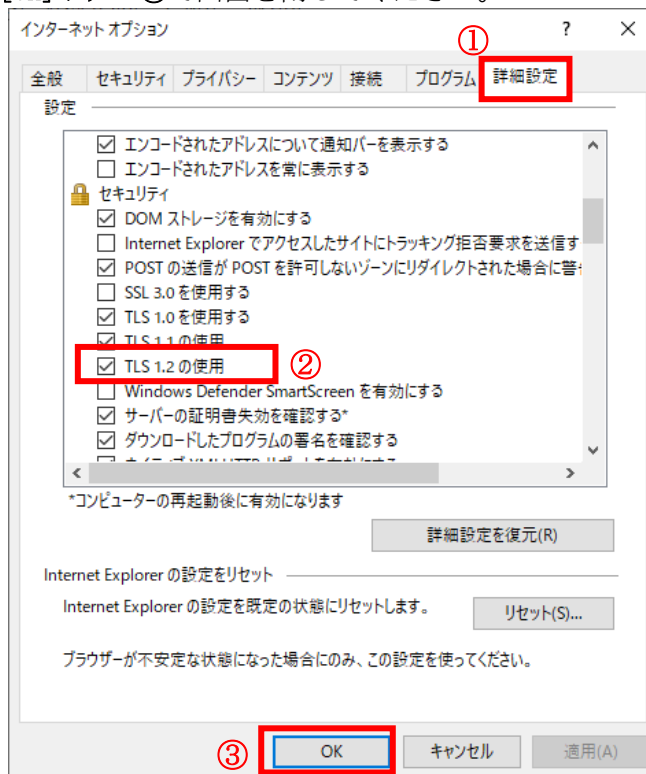 インターネット オプション
?
×
①
全般 セキュリティ プライバシー コンテンツ 接続 プログラム 詳細設定
設定
エンコードされたアドレスについて通知バーを表示する
エンコードされたアドレスを常に表示する
セキュリティ
DOM ストレージを有効にする
Internet Explorer でアクセスしたサイトにトラッキング拒否要求を送信す
POST の送信が POST を許可しないゾーンにリダイレクトされた場合に警
SSL 3.0 を使用する
TLS 1.0 を使用する
TLS 1.1 の使用
TLS 1.2 の使用
②
Windows Defender SmartScreen を有効にする
サーバーの証明書失効を確認する*
ダウンロードしたプログラムの署名を確認する
*コンピューターの再起動後に有効になります
詳細設定を復元(R)
Internet Explorer の設定をリセット
Internet Explorer の設定を既定の状態にリセットします。
リセット(S)...
ブラウザーが不安定な状態になった場合にのみ、この設定を使ってください。
③
OK キャンセル 適用(A)